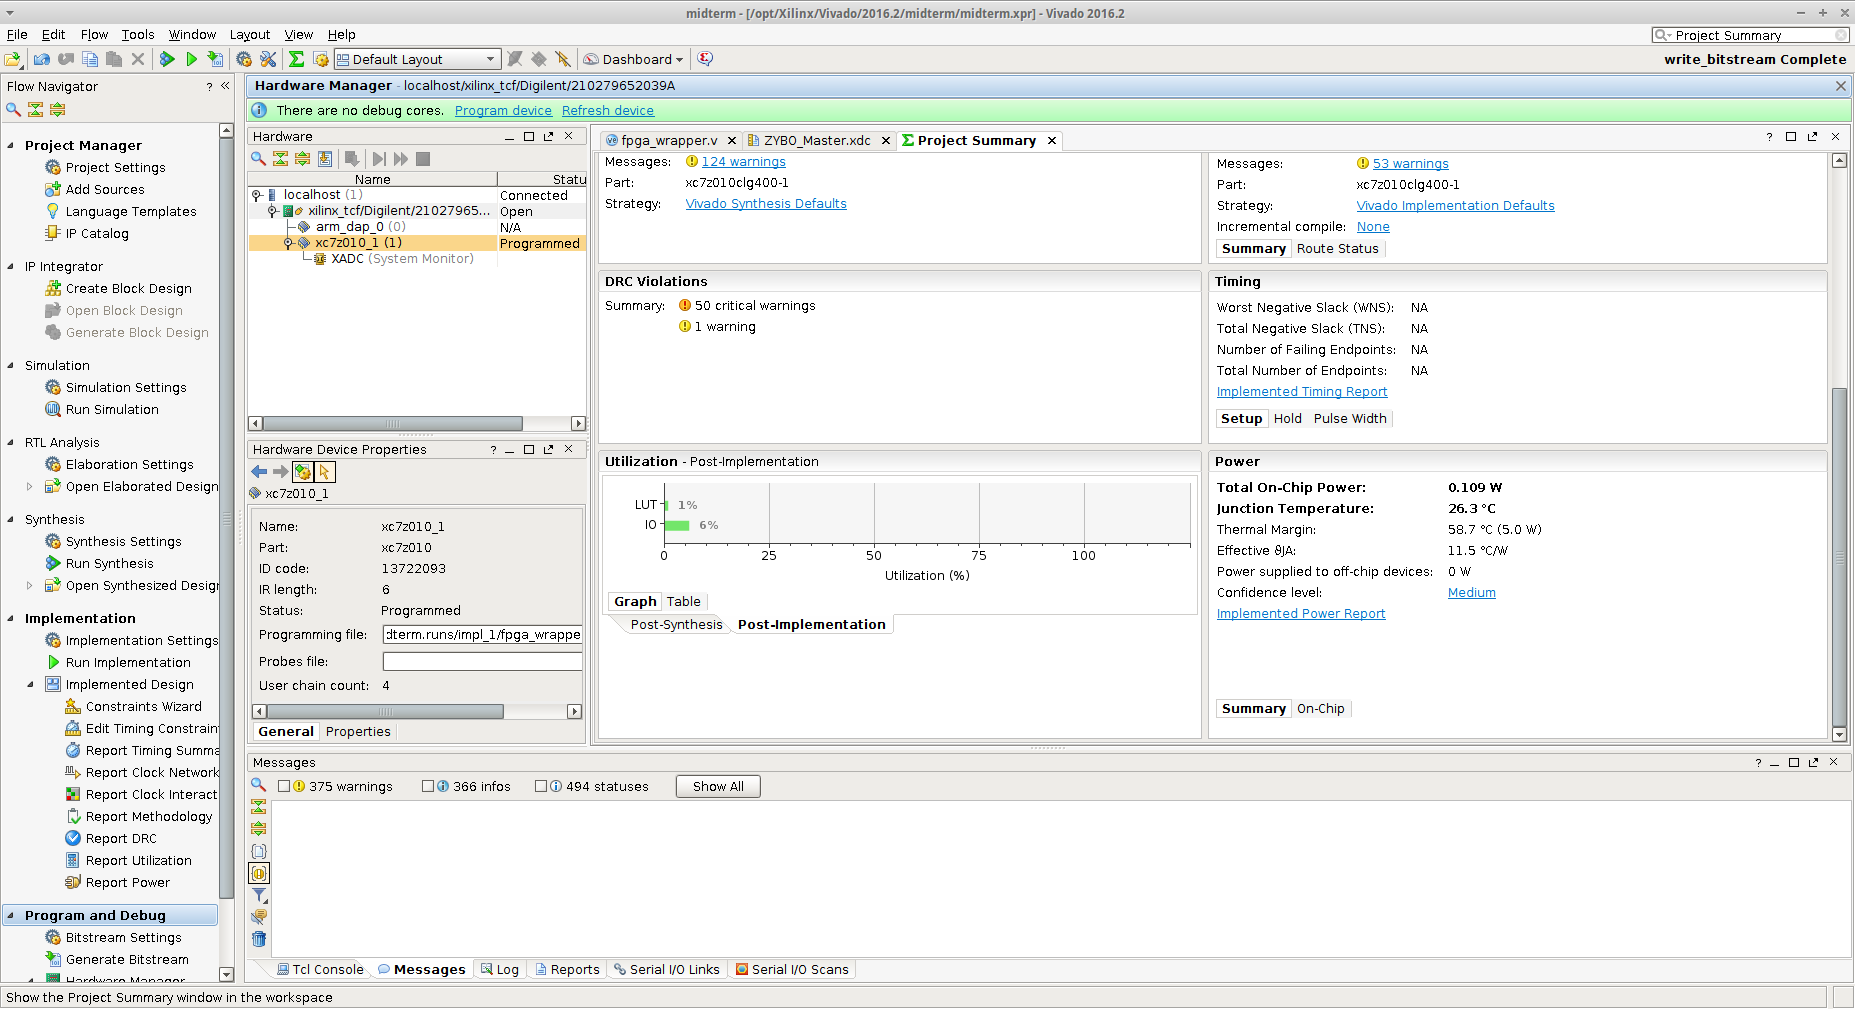 midterm - [/opt/Xilinx/Vivado/2016.2/midterm/midterm.xpr] - Vivado 2016.2
File Edit Flow Tools Window Layout View Help
Project Summary
Default Layout
Dashboard
write_bitstream Complete
Flow Navigator ? «
Project Manager
Project Settings
Add Sources
Language Templates
IP Catalog
IP Integrator
Create Block Design
Open Block Design
Generate Block Design
Simulation
Simulation Settings
Run Simulation
RTL Analysis
Elaboration Settings
Open Elaborated Design
Synthesis
Synthesis Settings
Run Synthesis
Open Synthesized Design
Implementation
Implementation Settings
Run Implementation
Implemented Design
Constraints Wizard
Edit Timing Constrain
Report Timing Summa
Report Clock Network
Report Clock Interact
Report Methodology
Report DRC
Report Utilization
Report Power
Program and Debug
Bitstream Settings
Generate Bitstream
Hardware Manager
Hardware Manager - localhost/xilinx_tcf/Digilent/210279652039A
There are no debug cores. Program device Refresh device
Hardware
Name Statu
localhost (1) Connected
xilinx_tcf/Digilent/21027965... Open
arm_dap_0 (0) N/A
xc7z010_1 (1) Programmed
XADC (System Monitor)
Hardware Device Properties ?
xc7z010_1
Name: xc7z010_1
Part: xc7z010
ID code: 13722093
IR length: 6
Status: Programmed
Programming file: dterm.runs/impl_1/fpga_wrappe
Probes file:
User chain count: 4
General Properties
fpga_wrapper.v ZYBO_Master.xdc Project Summary ?
Messages: 124 warnings
Part: xc7z010clg400-1
Strategy: Vivado Synthesis Defaults
Messages: 53 warnings
Part: xc7z010clg400-1
Strategy: Vivado Implementation Defaults
Incremental compile: None
Summary Route Status
DRC Violations
Summary: 50 critical warnings
1 warning
Timing
Worst Negative Slack (WNS): NA
Total Negative Slack (TNS): NA
Number of Failing Endpoints: NA
Total Number of Endpoints: NA
Implemented Timing Report
Setup Hold Pulse Width
Utilization - Post-Implementation
LUT 1%
IO 6%
0 25 50 75 100
Utilization (%)
Graph Table
Post-Synthesis Post-Implementation
Power
Total On-Chip Power: 0.109 W
Junction Temperature: 26.3 °C
Thermal Margin: 58.7 °C (5.0 W)
Effective ϑJA: 11.5 °C/W
Power supplied to off-chip devices: 0 W
Confidence level: Medium
Implemented Power Report
Summary On-Chip
Messages ?
375 warnings 366 infos 494 statuses Show All
Tcl Console Messages Log Reports Serial I/O Links Serial I/O Scans
Show the Project Summary window in the workspace